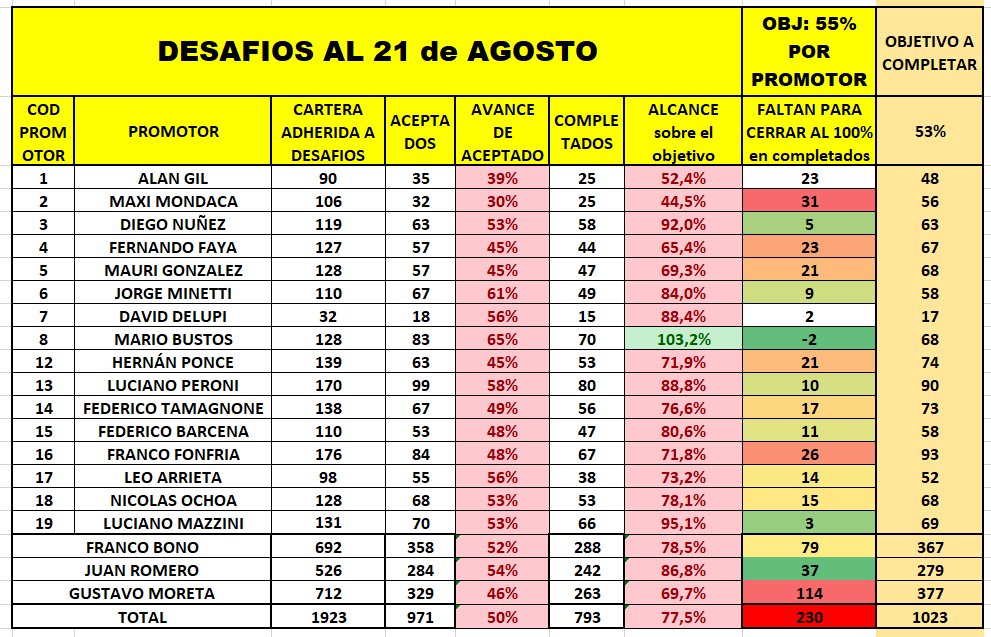 DESAFIOS AL 21 de AGOSTO
OBJ: 55%
POR
PROMOTOR
OBJETIVO A
COMPLETAR
COD
PROM
OTOR
PROMOTOR
CARTERA
ADHERIDA A
DESAFIOS
ACEPTA
DOS
AVANCE
DE
ACEPTADO
COMPLE
TADOS
ALCANCE
sobre el
objetivo
FALTAN PARA
CERRAR AL 100%
en completados
53%
1 ALAN GIL 90 35 39% 25 52,4% 23 48
2 MAXI MONDACA 106 32 30% 25 44,5% 31 56
3 DIEGO NUÑEZ 119 63 53% 58 92,0% 5 63
4 FERNANDO FAYA 127 57 45% 44 65,4% 23 67
5 MAURI GONZALEZ 128 57 45% 47 69,3% 21 68
6 JORGE MINETTI 110 67 61% 49 84,0% 9 58
7 DAVID DELUPI 32 18 56% 15 88,4% 2 17
8 MARIO BUSTOS 128 83 65% 70 103,2% -2 68
12 HERNÁN PONCE 139 63 45% 53 71,9% 21 74
13 LUCIANO PERONI 170 99 58% 80 88,8% 10 90
14 FEDERICO TAMAGNONE 138 67 49% 56 76,6% 17 73
15 FEDERICO BARCENA 110 53 48% 47 80,6% 11 58
16 FRANCO FONFRIA 176 84 48% 67 71,8% 26 93
17 LEO ARRIETA 98 55 56% 38 73,2% 14 52
18 NICOLAS OCHOA 128 68 53% 53 78,1% 15 68
19 LUCIANO MAZZINI 131 70 53% 66 95,1% 3 69
FRANCO BONO 692 358 52% 288 78,5% 79 367
JUAN ROMERO 526 284 54% 242 86,8% 37 279
GUSTAVO MORETA 712 329 46% 263 69,7% 114 377
TOTAL 1923 971 50% 793 77,5% 230 1023